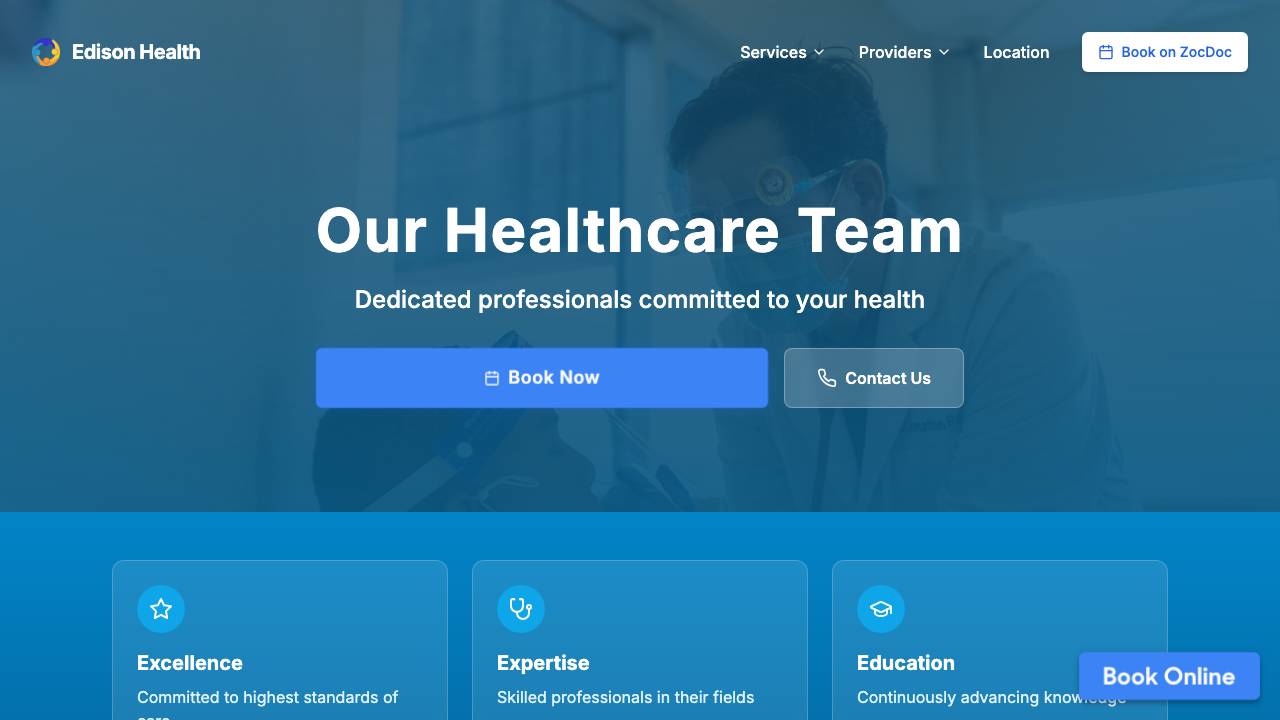 Edison Health
Services
Providers
Location
Book on ZocDoc
Our Healthcare Team
Dedicated professionals committed to your health
Book Now
Contact Us
Excellence
Committed to highest standards of
care
Expertise
Skilled professionals in their fields
Education
Continuously advancing knowledge
Book Online